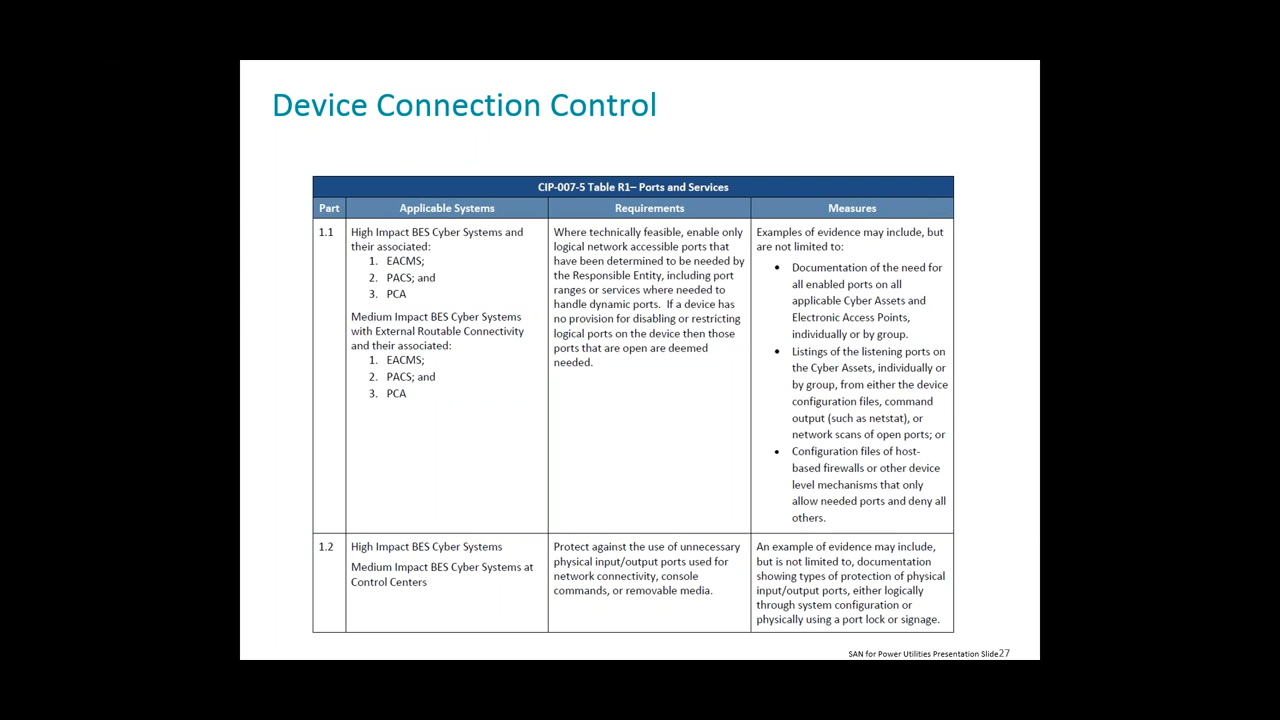 Device Connection Control
CIP-007-5 Table R1– Ports and Services
Part
Applicable Systems
Requirements
Measures
1.1
High Impact BES Cyber Systems and
their associated:
1. EACMS;
2. PACS; and
3. PCA
Medium Impact BES Cyber Systems
with External Routable Connectivity
and their associated:
1. EACMS;
2. PACS; and
3. PCA
Where technically feasible, enable only
logical network accessible ports that
have been determined to be needed by
the Responsible Entity, including port
ranges or services where needed to
handle dynamic ports. If a device has
no provision for disabling or restricting
logical ports on the device then those
ports that are open are deemed
needed.
Examples of evidence may include, but
are not limited to:
• Documentation of the need for
all enabled ports on all
applicable Cyber Assets and
Electronic Access Points,
individually or by group.
• Listings of the listening ports on
the Cyber Assets, individually or
by group, from either the device
configuration files, command
output (such as netstat), or
network scans of open ports; or
• Configuration files of host-
based firewalls or other device
level mechanisms that only
allow needed ports and deny all
others.
1.2
High Impact BES Cyber Systems
Medium Impact BES Cyber Systems at
Control Centers
Protect against the use of unnecessary
physical input/output ports used for
network connectivity, console
commands, or removable media.
An example of evidence may include,
but is not limited to, documentation
showing types of protection of physical
input/output ports, either logically
through system configuration or
physically using a port lock or signage.
SAN for Power Utilities Presentation Slide27